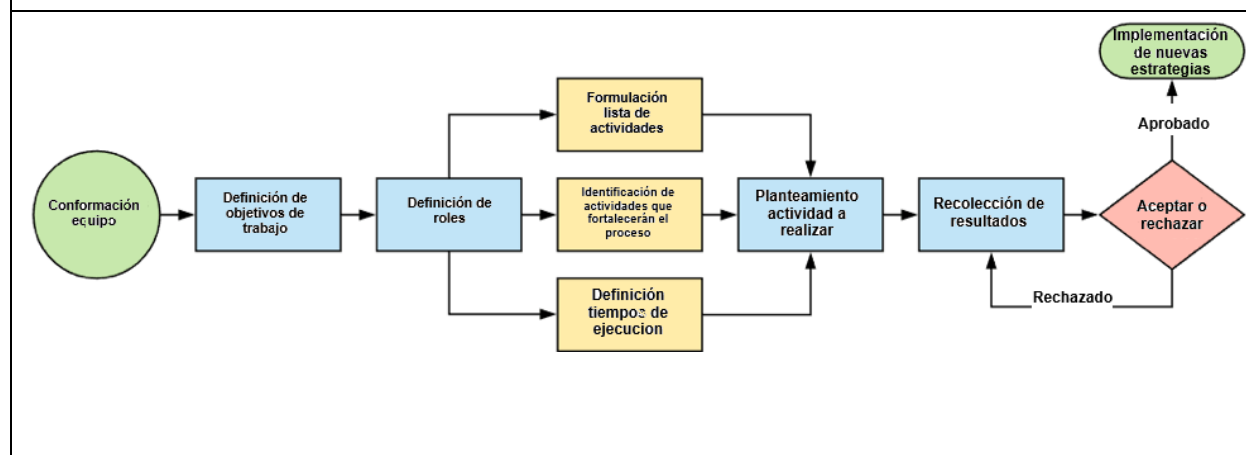 Conformación
equipo
Definición de
objetivos de
trabajo
Definición de
roles
Formulación
lista de
actividades
Identificación de
actividades que
fortalecerán el
proceso
Definición
tiempos de
ejecucion
Planteamiento
actividad a
realizar
Recolección de
resultados
Aceptar o
rechazar
Rechazado
Aprobado
Implementación
de nuevas
estrategias